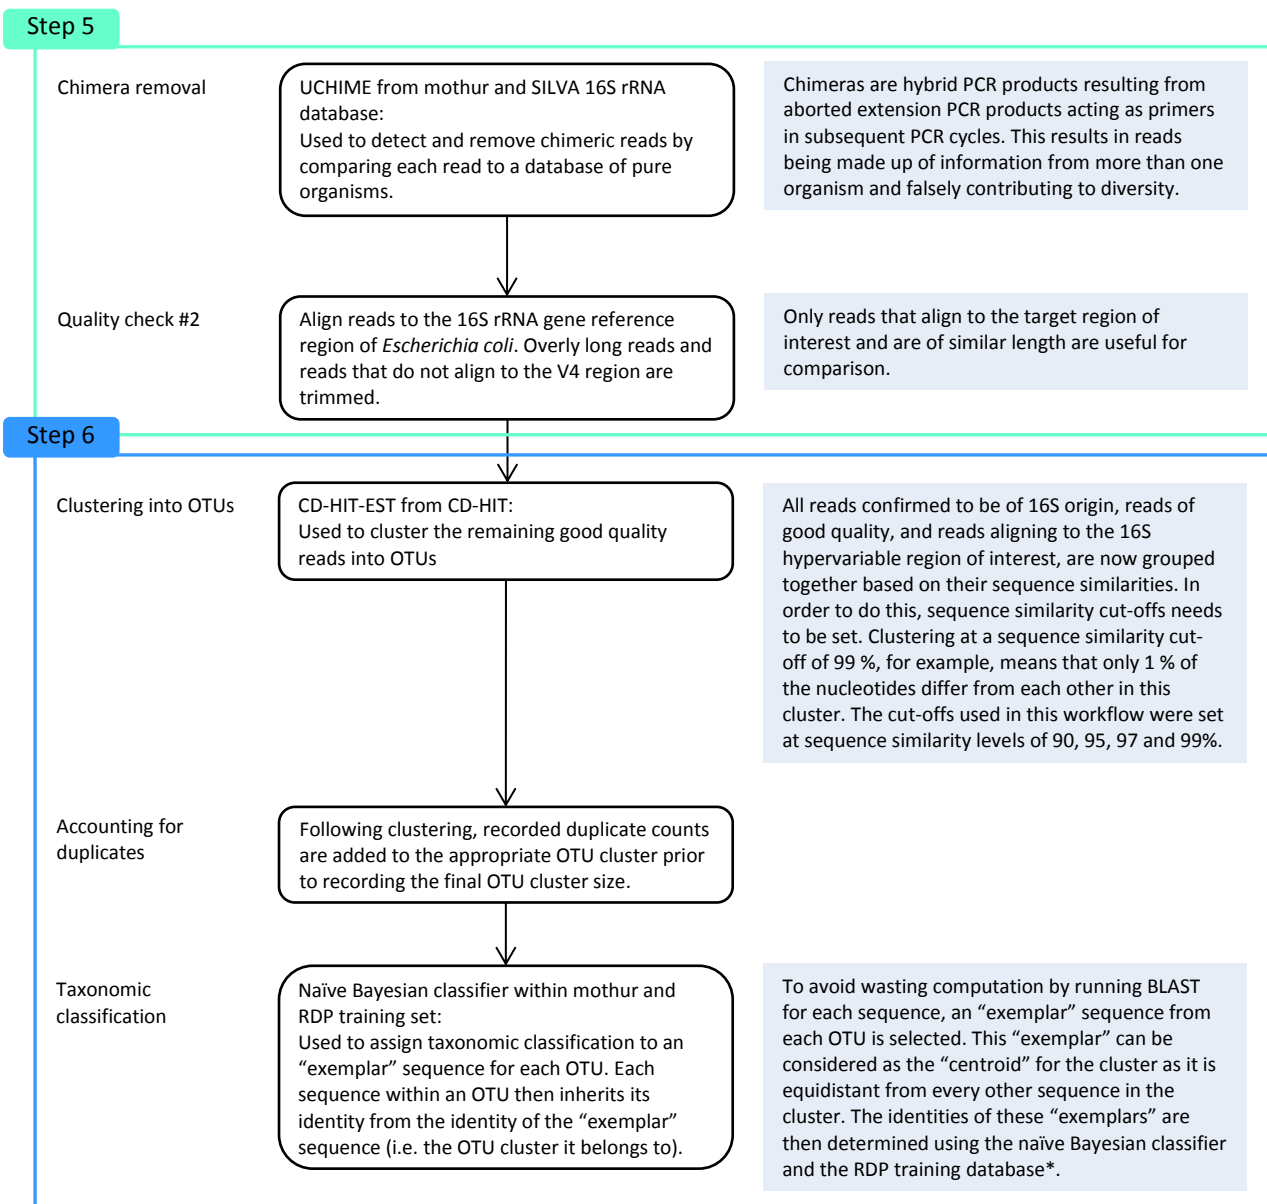 Step 5
Chimera removal
UCHIME from mothur and SILVA 16S rRNA
database:
Used to detect and remove chimeric reads by
comparing each read to a database of pure
organisms.
Chimeras are hybrid PCR products resulting from
aborted extension PCR products acting as primers
in subsequent PCR cycles. This results in reads
being made up of information from more than one
organism and falsely contributing to diversity.
Quality check #2
Align reads to the 16S rRNA gene reference
region of Escherichia coli. Overly long reads and
reads that do not align to the V4 region are
trimmed.
Only reads that align to the target region of
interest and are of similar length are useful for
comparison.
Step 6
Clustering into OTUs
CD-HIT-EST from CD-HIT:
Used to cluster the remaining good quality
reads into OTUs
All reads confirmed to be of 16S origin, reads of
good quality, and reads aligning to the 16S
hypervariable region of interest, are now grouped
together based on their sequence similarities. In
order to do this, sequence similarity cut-offs needs
to be set. Clustering at a sequence similarity cut-
off of 99 %, for example, means that only 1 % of
the nucleotides differ from each other in this
cluster. The cut-offs used in this workflow were set
at sequence similarity levels of 90, 95, 97 and 99%.
Accounting for
duplicates
Following clustering, recorded duplicate counts
are added to the appropriate OTU cluster prior
to recording the final OTU cluster size.
Taxonomic
classification
Naïve Bayesian classifier within mothur and
RDP training set:
Used to assign taxonomic classification to an
“exemplar” sequence for each OTU. Each
sequence within an OTU then inherits its
identity from the identity of the “exemplar”
sequence (i.e. the OTU cluster it belongs to).
To avoid wasting computation by running BLAST
for each sequence, an “exemplar” sequence from
each OTU is selected. This “exemplar” can be
considered as the “centroid” for the cluster as it is
equidistant from every other sequence in the
cluster. The identities of these “exemplars” are
then determined using the naïve Bayesian classifier
and the RDP training database*.